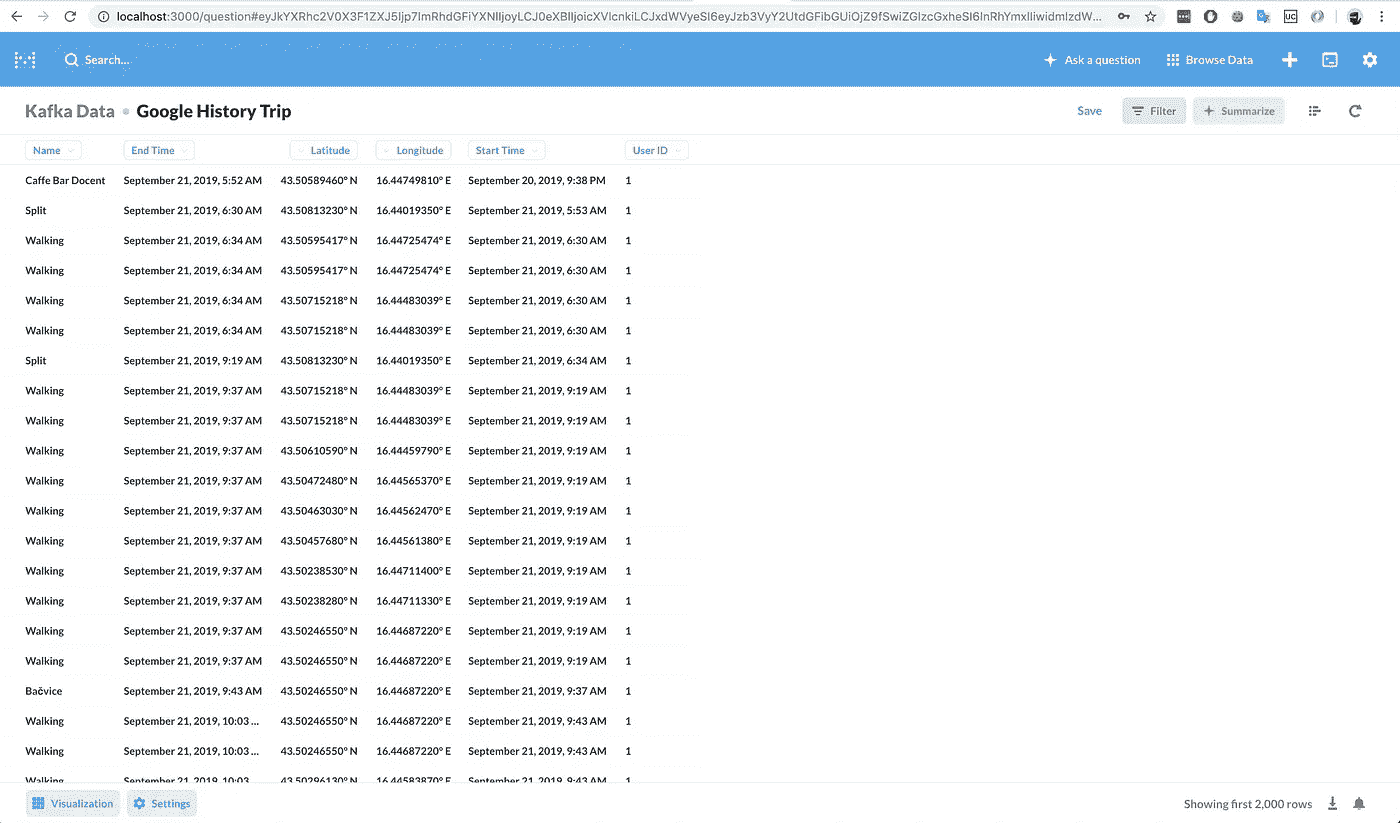 localhost:3000/question#eyJkYXRhc2V0X3F1ZXJ5Ijp7ImRhdGFiYXNlIjoyLCJ0eXBlIjoicXVlcnkiLCJxdWVyeSI6eyJzb3VyY2UtdGFibGUiOjZ9fSwiZGlzcGxheSI6InRhYmxlIiwidmlzdW...
UC
Search... Ask a question Browse Data
Kafka Data • Google History Trip Save Filter Summarize
Name End Time Latitude Longitude Start Time User ID
Caffe Bar Docent September 21, 2019, 5:52 AM 43.50589460° N 16.44749810° E September 20, 2019, 9:38 PM 1
Split September 21, 2019, 6:30 AM 43.50813230° N 16.44019350° E September 21, 2019, 5:53 AM 1
Walking September 21, 2019, 6:34 AM 43.50595417° N 16.44725474° E September 21, 2019, 6:30 AM 1
Walking September 21, 2019, 6:34 AM 43.50595417° N 16.44725474° E September 21, 2019, 6:30 AM 1
Walking September 21, 2019, 6:34 AM 43.50715218° N 16.44483039° E September 21, 2019, 6:30 AM 1
Walking September 21, 2019, 6:34 AM 43.50715218° N 16.44483039° E September 21, 2019, 6:30 AM 1
Split September 21, 2019, 9:19 AM 43.50813230° N 16.44019350° E September 21, 2019, 6:34 AM 1
Walking September 21, 2019, 9:37 AM 43.50715218° N 16.44483039° E September 21, 2019, 9:19 AM 1
Walking September 21, 2019, 9:37 AM 43.50715218° N 16.44483039° E September 21, 2019, 9:19 AM 1
Walking September 21, 2019, 9:37 AM 43.50610590° N 16.44459790° E September 21, 2019, 9:19 AM 1
Walking September 21, 2019, 9:37 AM 43.50472480° N 16.44565370° E September 21, 2019, 9:19 AM 1
Walking September 21, 2019, 9:37 AM 43.50463030° N 16.44562470° E September 21, 2019, 9:19 AM 1
Walking September 21, 2019, 9:37 AM 43.50457680° N 16.44561380° E September 21, 2019, 9:19 AM 1
Walking September 21, 2019, 9:37 AM 43.50238530° N 16.44711400° E September 21, 2019, 9:19 AM 1
Walking September 21, 2019, 9:37 AM 43.50238280° N 16.44711330° E September 21, 2019, 9:19 AM 1
Walking September 21, 2019, 9:37 AM 43.50246550° N 16.44687220° E September 21, 2019, 9:19 AM 1
Walking September 21, 2019, 9:37 AM 43.50246550° N 16.44687220° E September 21, 2019, 9:19 AM 1
Bačvice September 21, 2019, 9:43 AM 43.50246550° N 16.44687220° E September 21, 2019, 9:37 AM 1
Walking September 21, 2019, 10:03 ... 43.50246550° N 16.44687220° E September 21, 2019, 9:43 AM 1
Walking September 21, 2019, 10:03 ... 43.50246550° N 16.44687220° E September 21, 2019, 9:43 AM 1
Walking September 21, 2019, 10:03 43.50296130° N 16.44583870° E September 21, 2019, 9:43 AM 1
Visualization Settings Showing first 2,000 rows